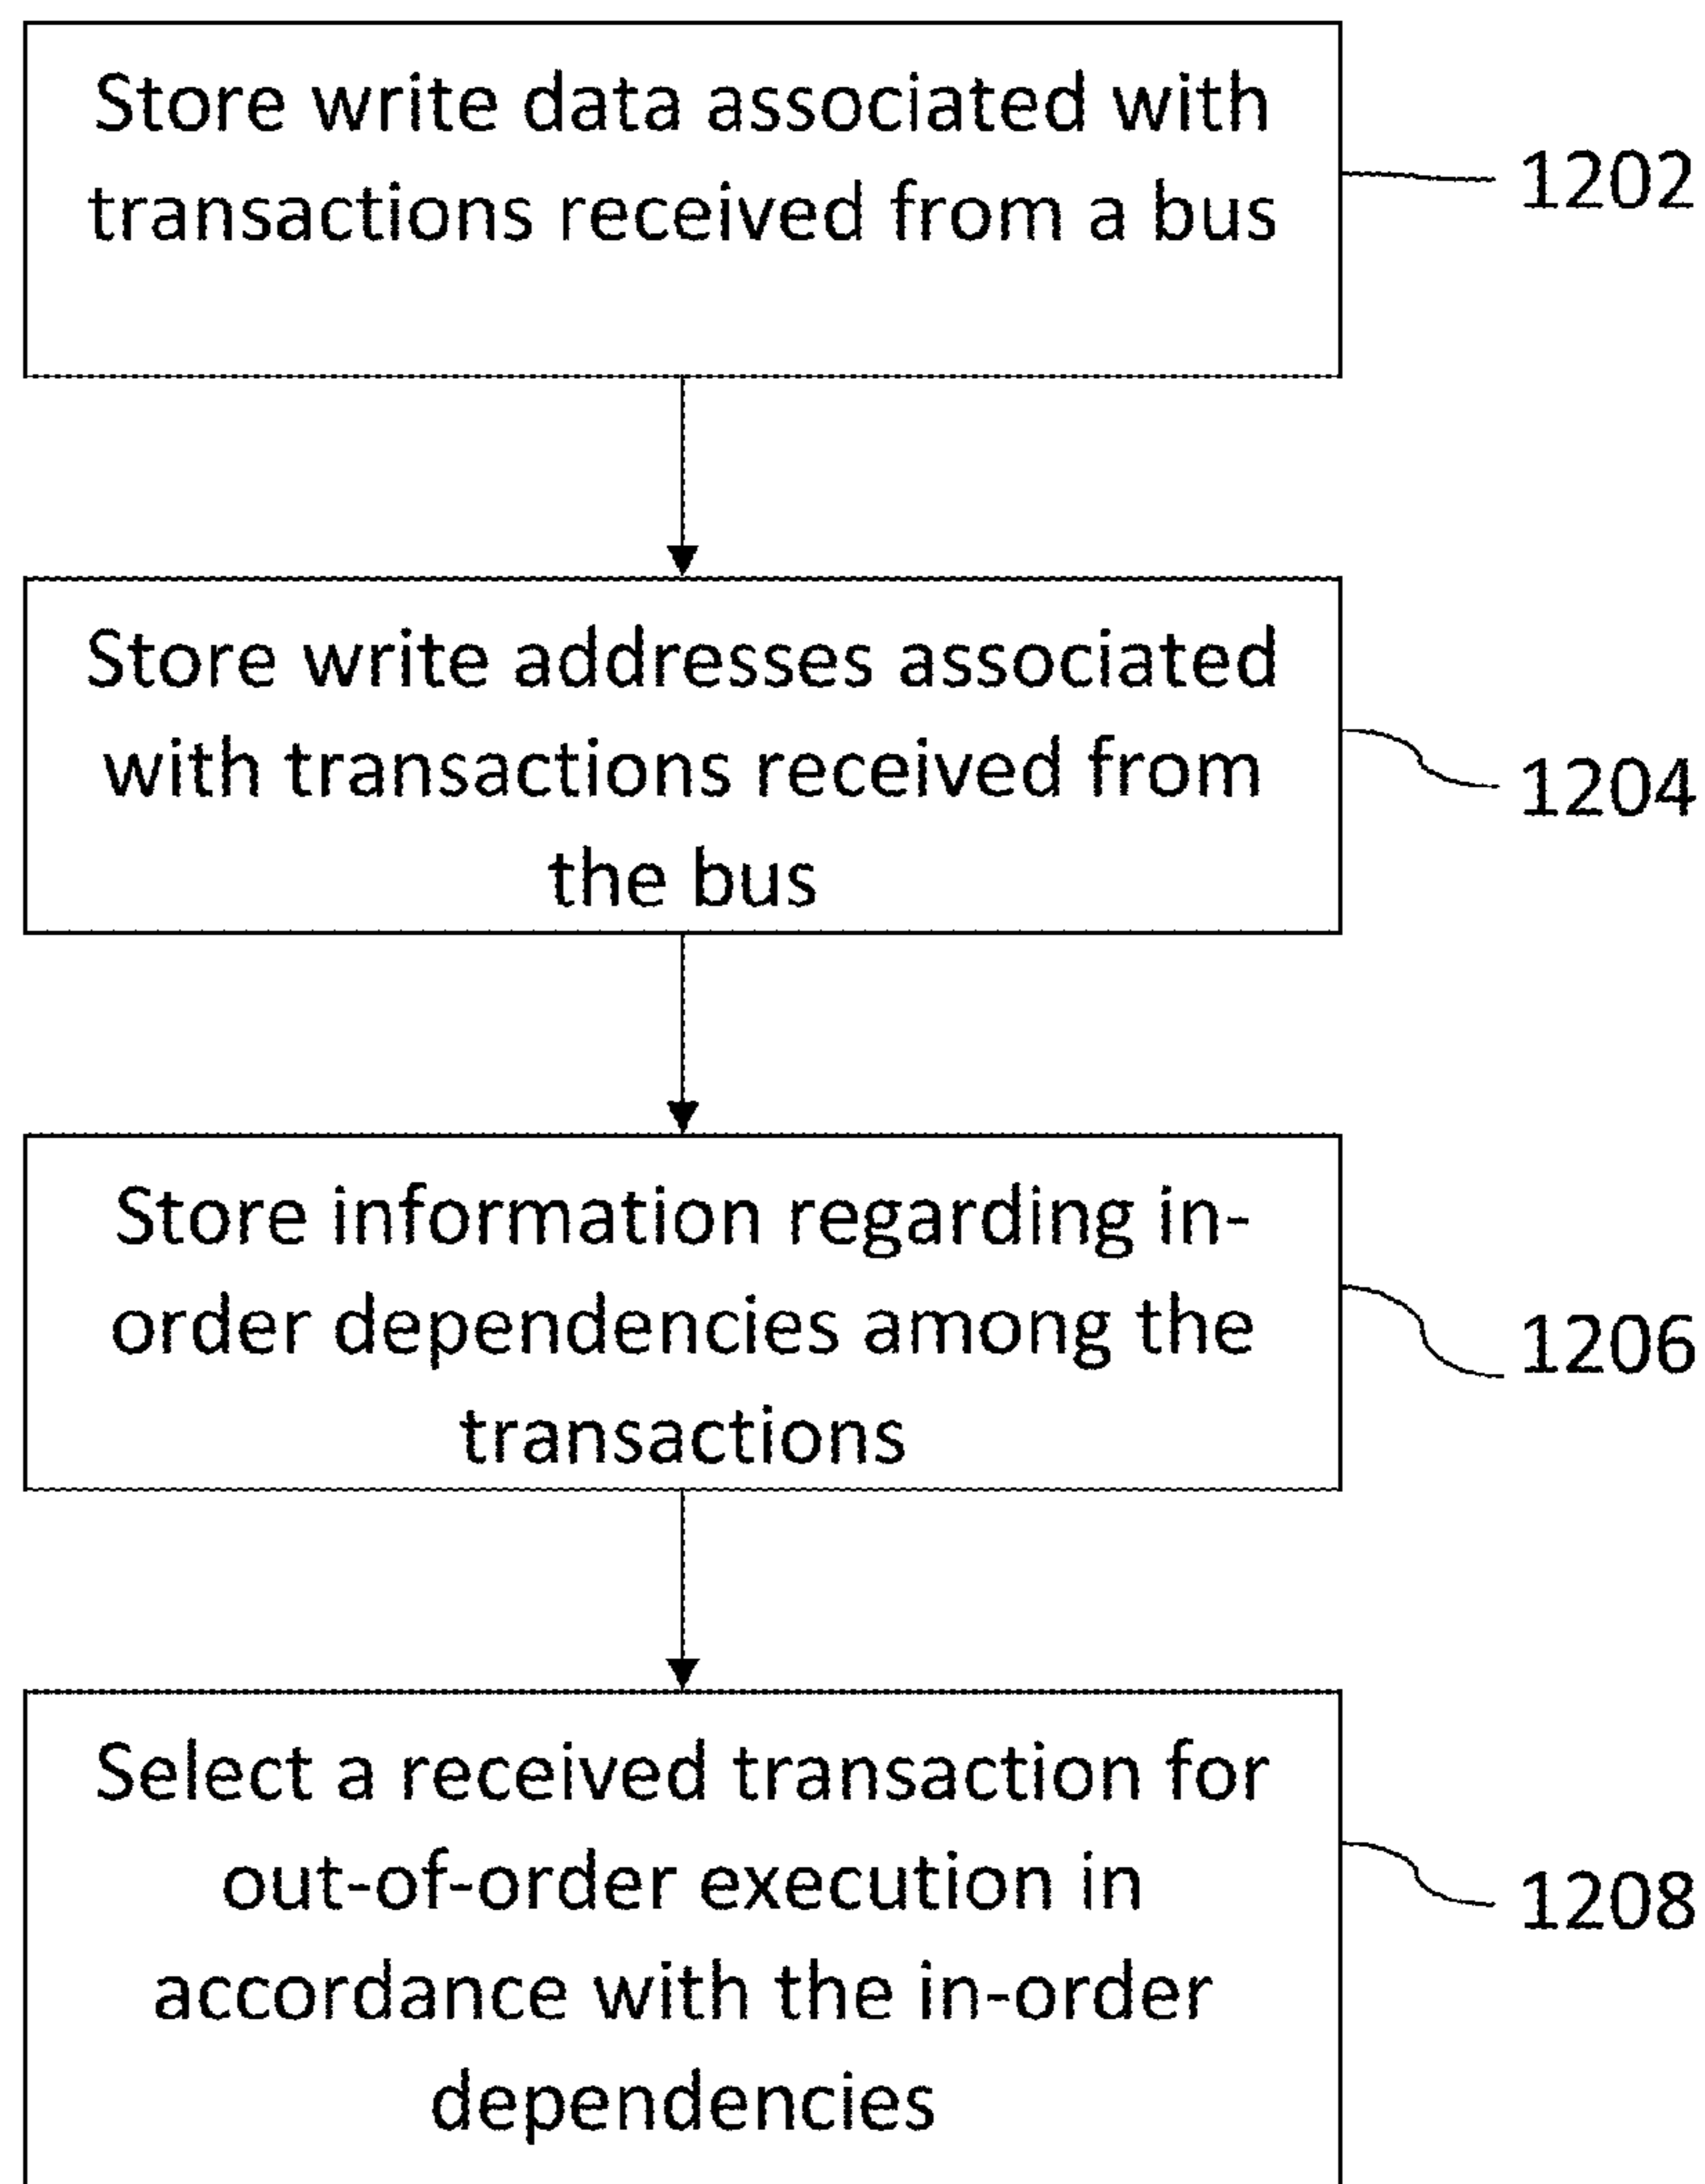 Store write data associated with
transactions received from a bus
1202
Store write addresses associated
with transactions received from
the bus
1204
Store information regarding in-
order dependencies among the
transactions
1206
Select a received transaction for
out-of-order execution in
accordance with the in-order
dependencies
1208